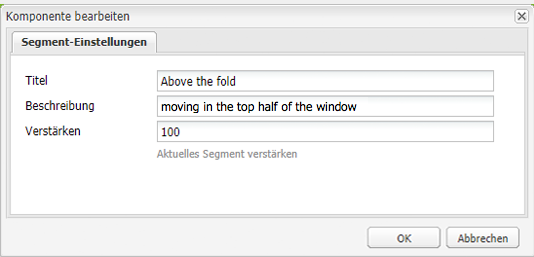 Komponente bearbeiten
Segment-Einstellungen
Titel Above the fold
Beschreibung moving in the top half of the window
Verstärken 100
Aktuelles Segment verstärken
OK Abbrechen